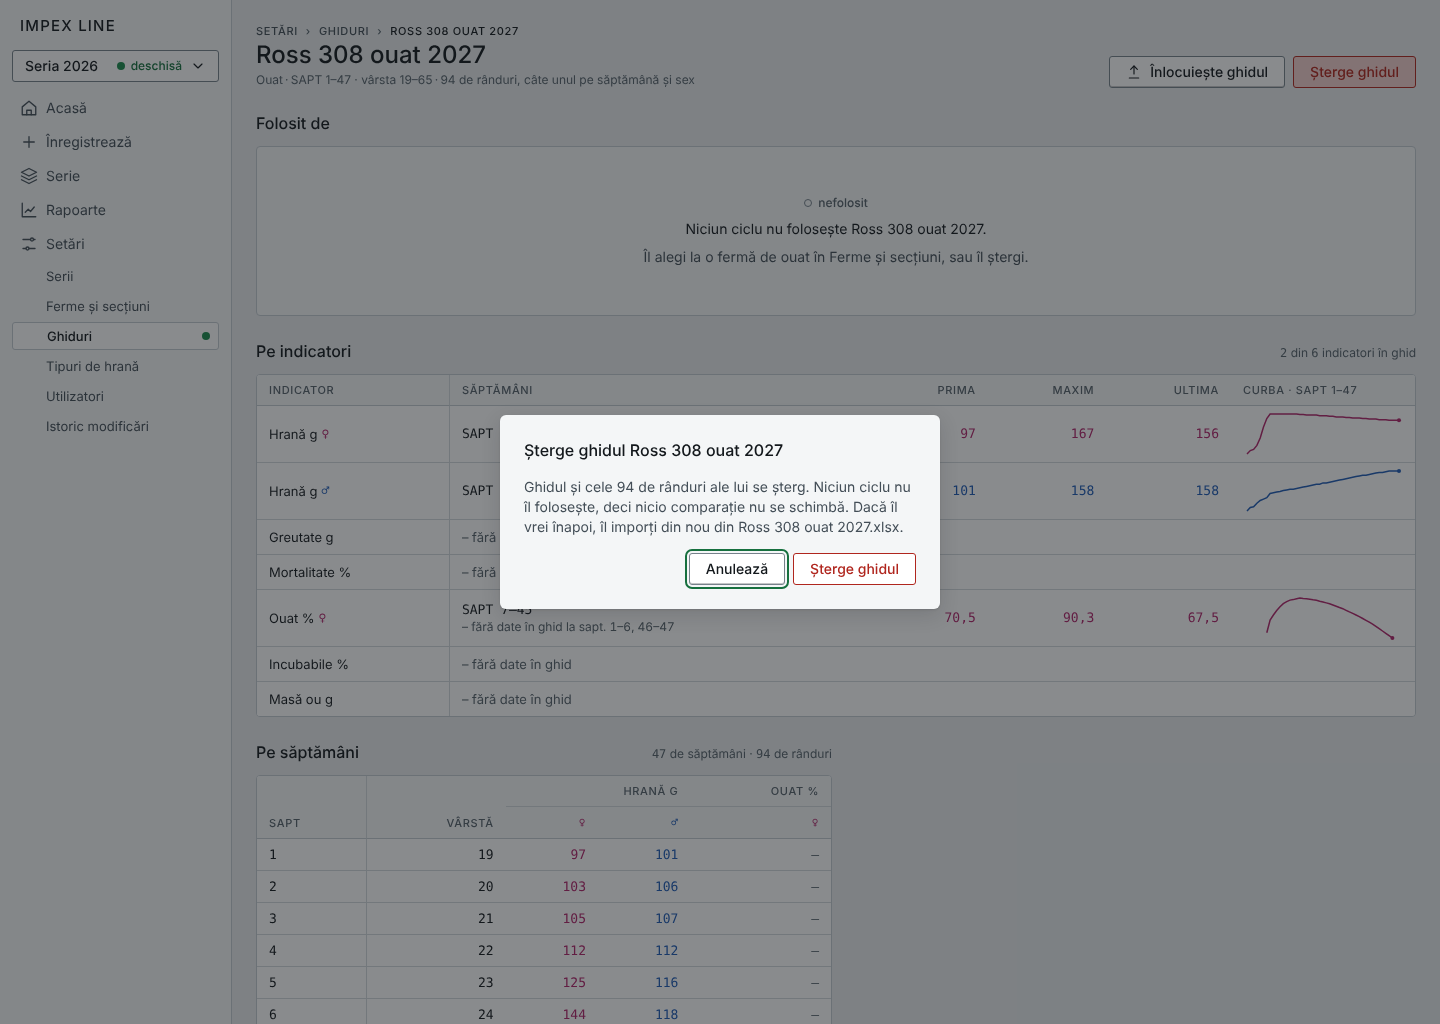 IMPEX LINE
Seria 2026 deschisă
Acasă
Înregistrează
Serie
Rapoarte
Setări
Serii
Ferme și secțiuni
Ghiduri
Tipuri de hrană
Utilizatori
Istoric modificări
SETĂRI › GHIDURI › ROSS 308 OUAT 2027
Ross 308 ouat 2027
Ouat · SAPT 1–47 · vârsta 19–65 · 94 de rânduri, câte unul pe săptămână și sex
Înlocuiește ghidul
Șterge ghidul
Folosit de
nefolosit
Niciun ciclu nu folosește Ross 308 ouat 2027.
Îl alegi la o fermă de ouat în Ferme și secțiuni, sau îl ștergi.
Pe indicatori
2 din 6 indicatori în ghid
INDICATOR SĂPTĂMÂNI PRIMA MAXIM ULTIMA CURBA · SAPT 1–47
Hrană g ♀ SAPT 97 167 156
Hrană g ♂ SAPT 101 158 158
Greutate g – fără
Mortalitate % – fără
Ouat % ♀ SAPT 7–45 70,5 90,3 67,5
– fără date în ghid la sapt. 1–6, 46–47
Incubabile % – fără date în ghid
Masă ou g – fără date în ghid
Șterge ghidul Ross 308 ouat 2027
Ghidul și cele 94 de rânduri ale lui se șterg. Niciun ciclu nu
îl folosește, deci nicio comparație nu se schimbă. Dacă îl
vrei înapoi, îl imporți din nou din Ross 308 ouat 2027.xlsx.
Anulează
Șterge ghidul
Pe săptămâni
47 de săptămâni · 94 de rânduri
HRANĂ G OUAT %
SAPT VÂRSTĂ ♀ ♂ ♀
1 19 97 101 –
2 20 103 106 –
3 21 105 107 –
4 22 112 112 –
5 23 125 116 –
6 24 144 118 –